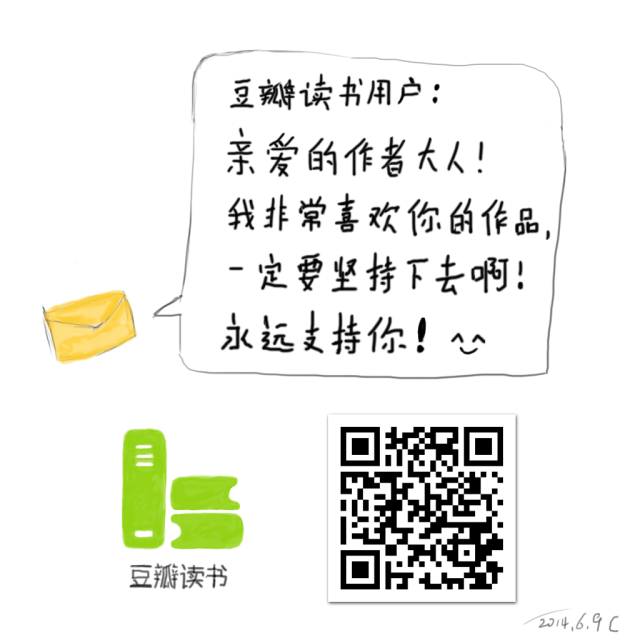 豆瓣读书用户：
亲爱的作者大人！
我非常喜欢你的作品，
一定要坚持下去啊！
永远支持你！^_^
豆瓣读书
2014.6.9 C